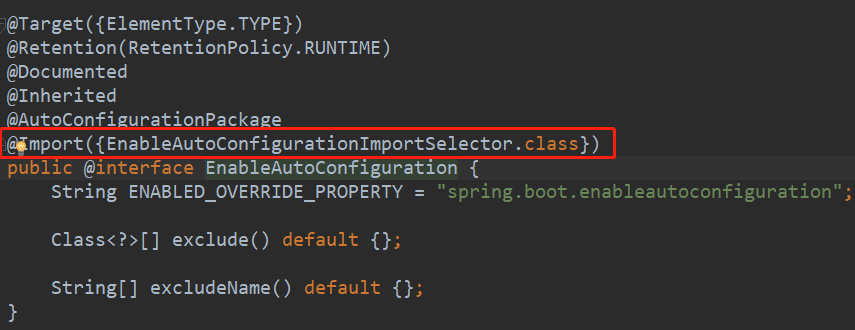 @Target({ElementType.TYPE})
@Retention(RetentionPolicy.RUNTIME)
@Documented
@Inherited
@AutoConfigurationPackage
@Import({EnableAutoConfigurationImportSelector.class})
public @interface EnableAutoConfiguration {
    String ENABLED_OVERRIDE_PROPERTY = "spring.boot.enableautoconfiguration";
    Class<?>[] exclude() default {};
    String[] excludeName() default {};
}